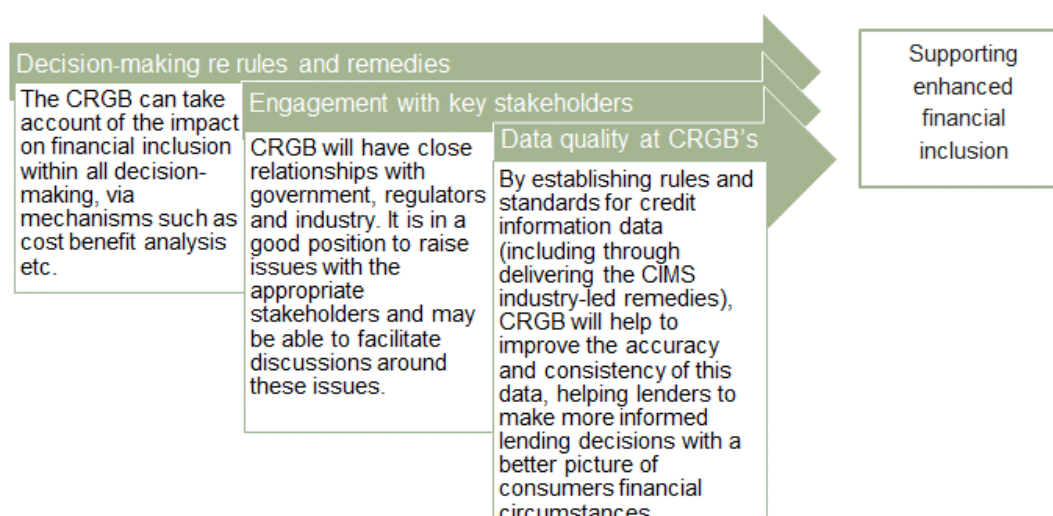 Decision-making re rules and remedies
The CRGB can take
account of the impact
on financial inclusion
within all decision-
making, via
mechanisms such as
cost benefit analysis
etc.
Engagement with key stakeholders
CRGB will have close
relationships with
government, regulators
and industry. It is in a
good position to raise
issues with the
appropriate
stakeholders and may
be able to facilitate
discussions around
these issues.
Data quality at CRGB's
By establishing rules and
standards for credit
information data
(including through
delivering the CIMS
industry-led remedies),
CRGB will help to
improve the accuracy
and consistency of this
data, helping lenders to
make more informed
lending decisions with a
better picture of
consumers financial
circumstances
Supporting
enhanced
financial
inclusion